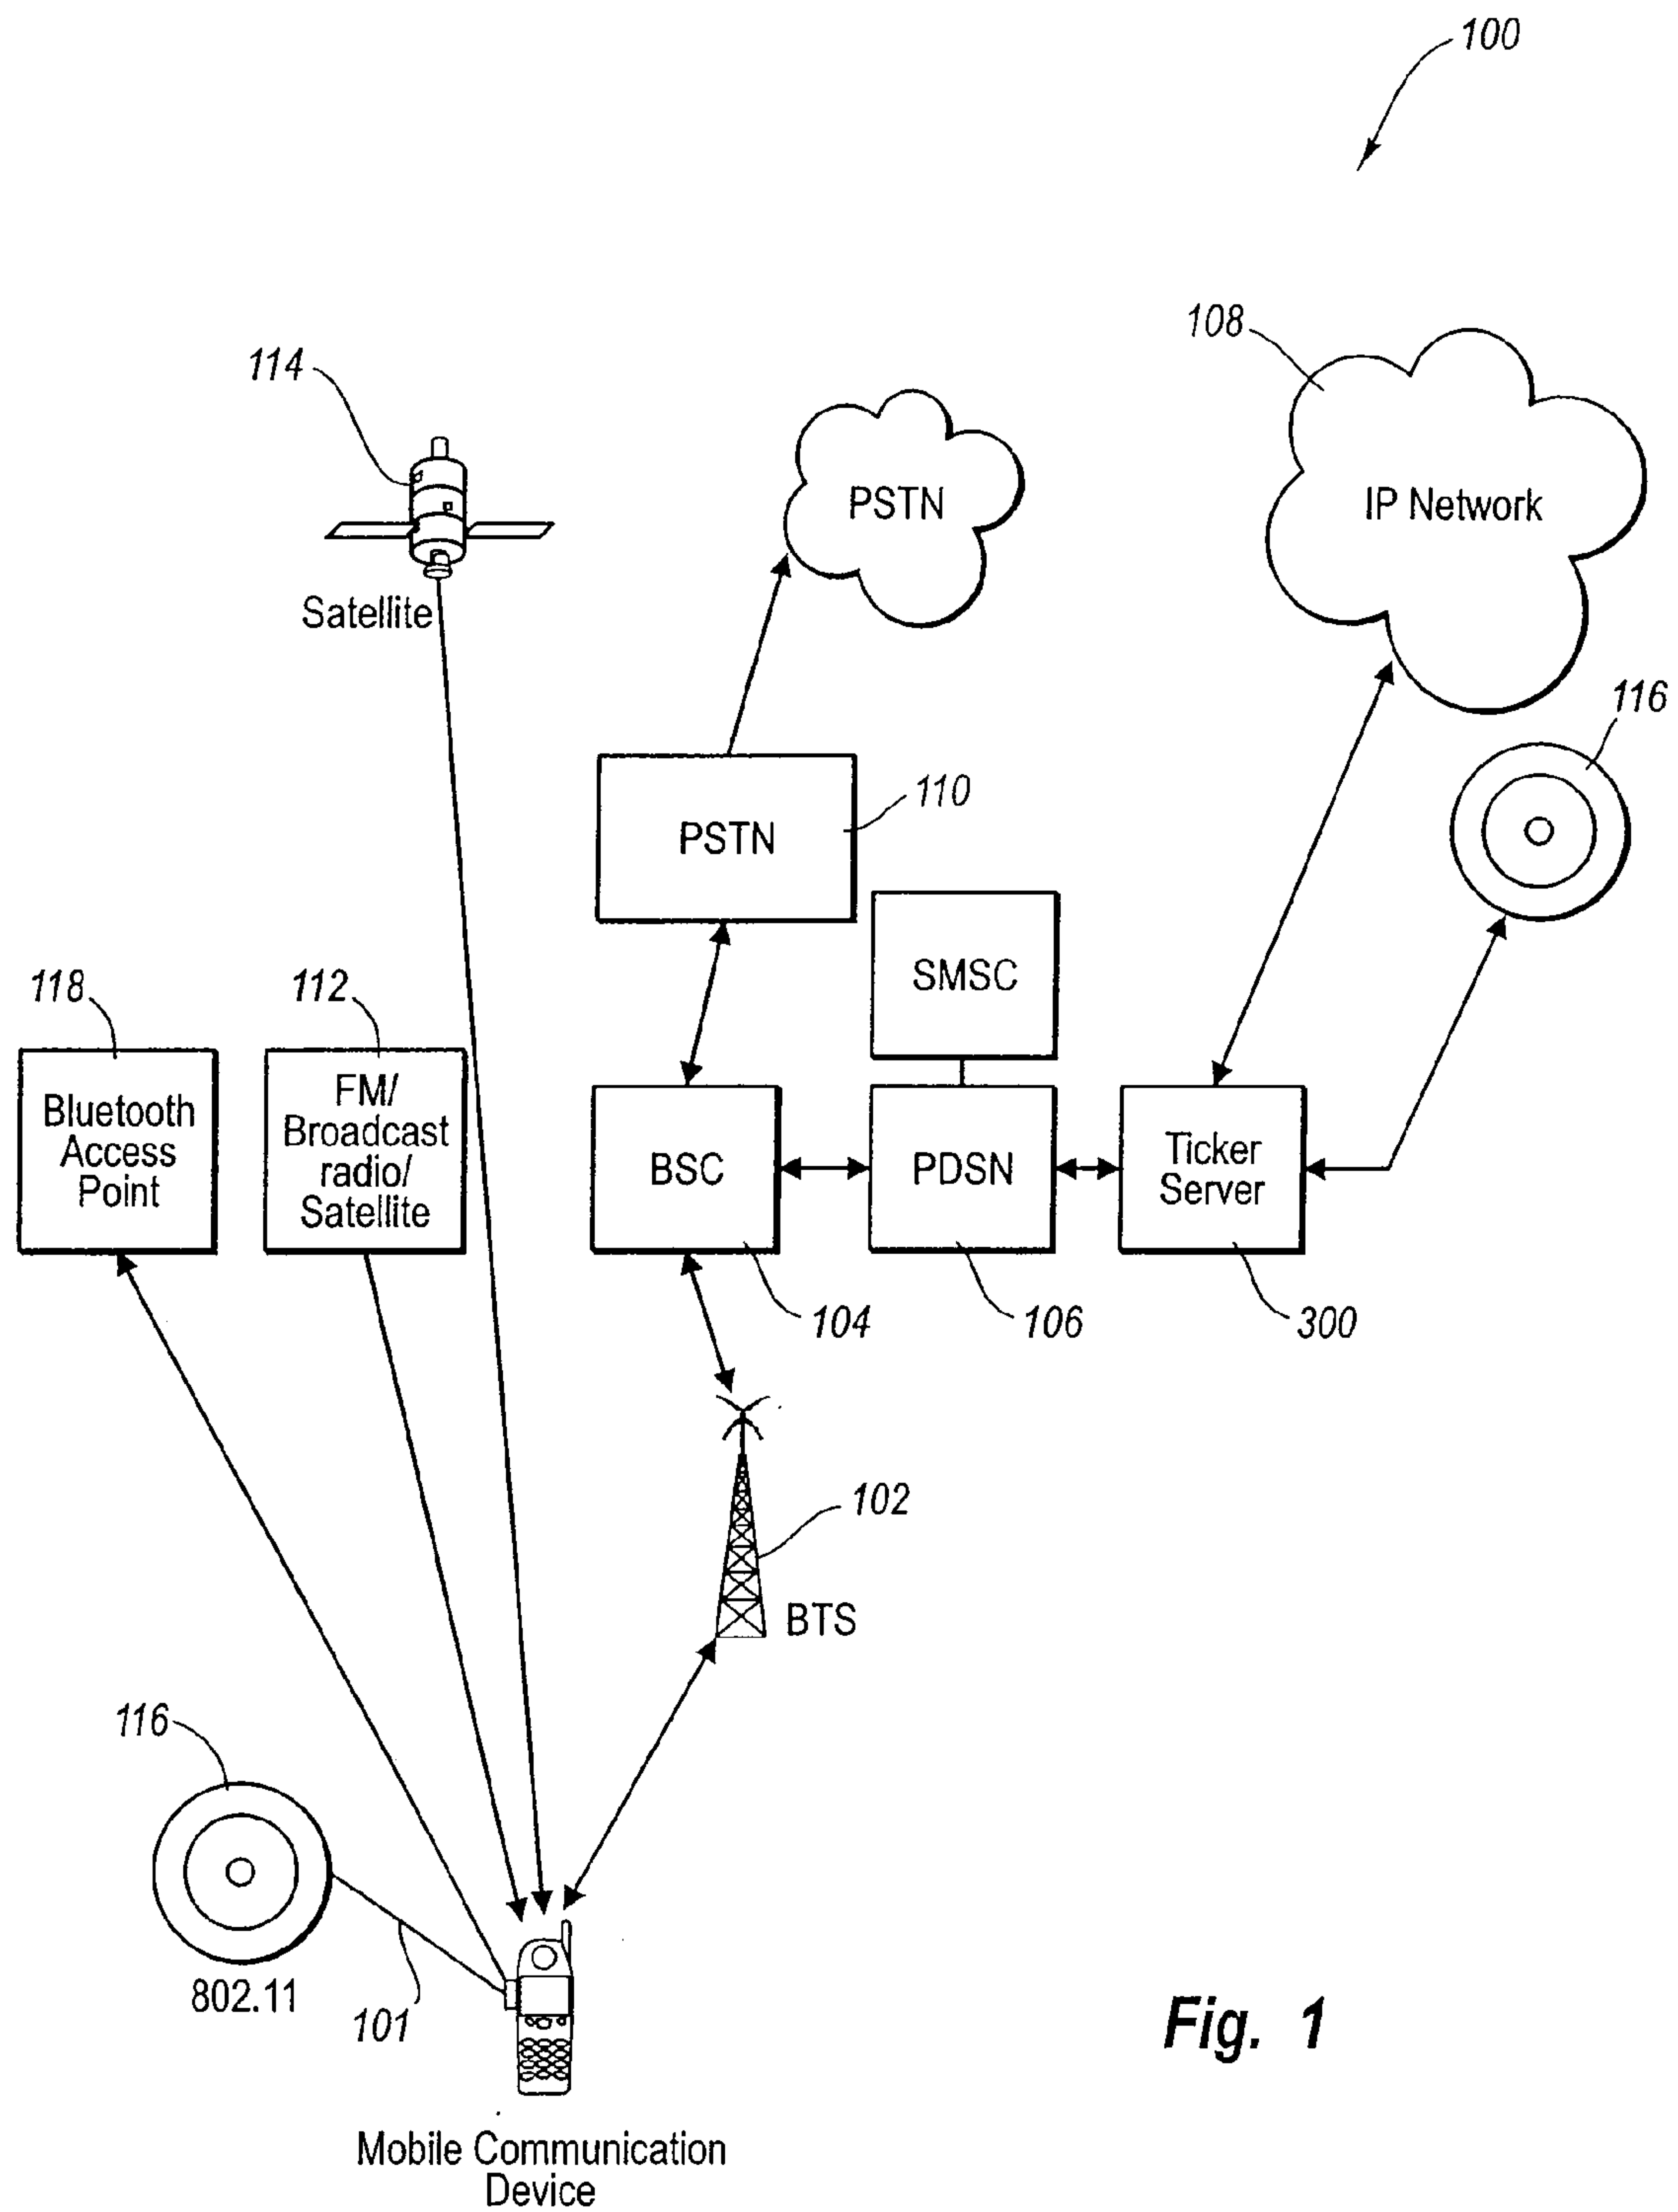 100
108
114
PSTN
IP Network
Satellite
116
110
PSTN
SMSC
118
112
Bluetooth
Access
Point
FM/
Broadcast
radio/
Satellite
BSC
PDSN
Ticker
Server
104
106
300
102
BTS
116
802.11
101
Fig. 1
Mobile Communication
Device